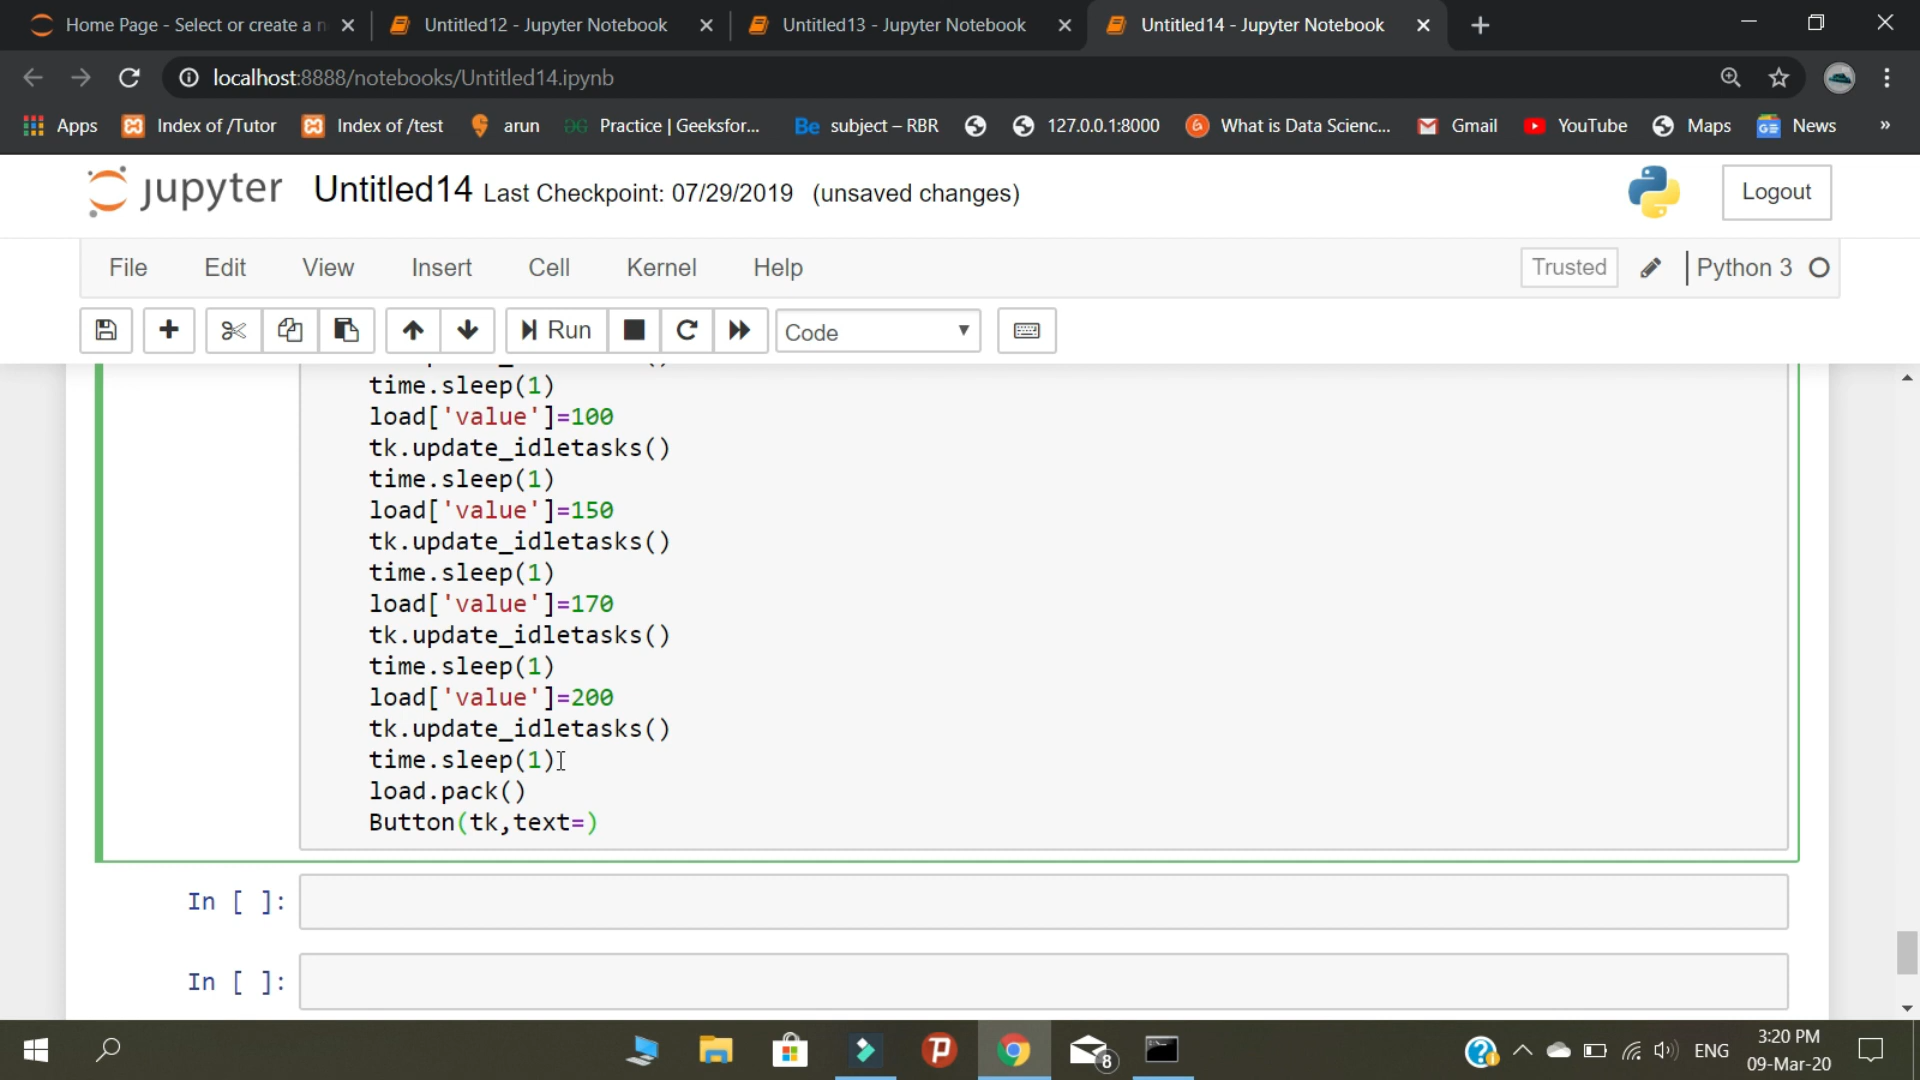 Home Page - Select or create a n
Untitled12 - Jupyter Notebook
Untitled13 - Jupyter Notebook
Untitled14 - Jupyter Notebook
localhost:8888/notebooks/Untitled14.ipynb
Apps
Index of /Tutor
Index of /test
arun
Practice | Geeksfor...
Be subject – RBR
127.0.0.1:8000
What is Data Scienc...
Gmail
YouTube
Maps
News
»
jupyter Untitled14 Last Checkpoint: 07/29/2019 (unsaved changes)
Logout
File Edit View Insert Cell Kernel Help
Trusted
Python 3
Run
Code
time.sleep(1)
load['value']=100
tk.update_idletasks()
time.sleep(1)
load['value']=150
tk.update_idletasks()
time.sleep(1)
load['value']=170
tk.update_idletasks()
time.sleep(1)
load['value']=200
tk.update_idletasks()
time.sleep(1)
load.pack()
Button(tk,text=)
In [ ]:
In [ ]:
8
ENG
3:20 PM
09-Mar-20